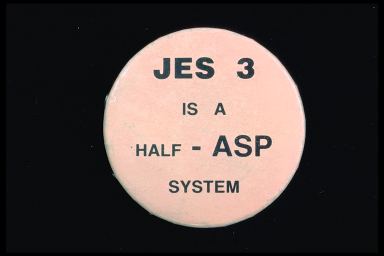 JES 3
IS A
HALF - ASP
SYSTEM